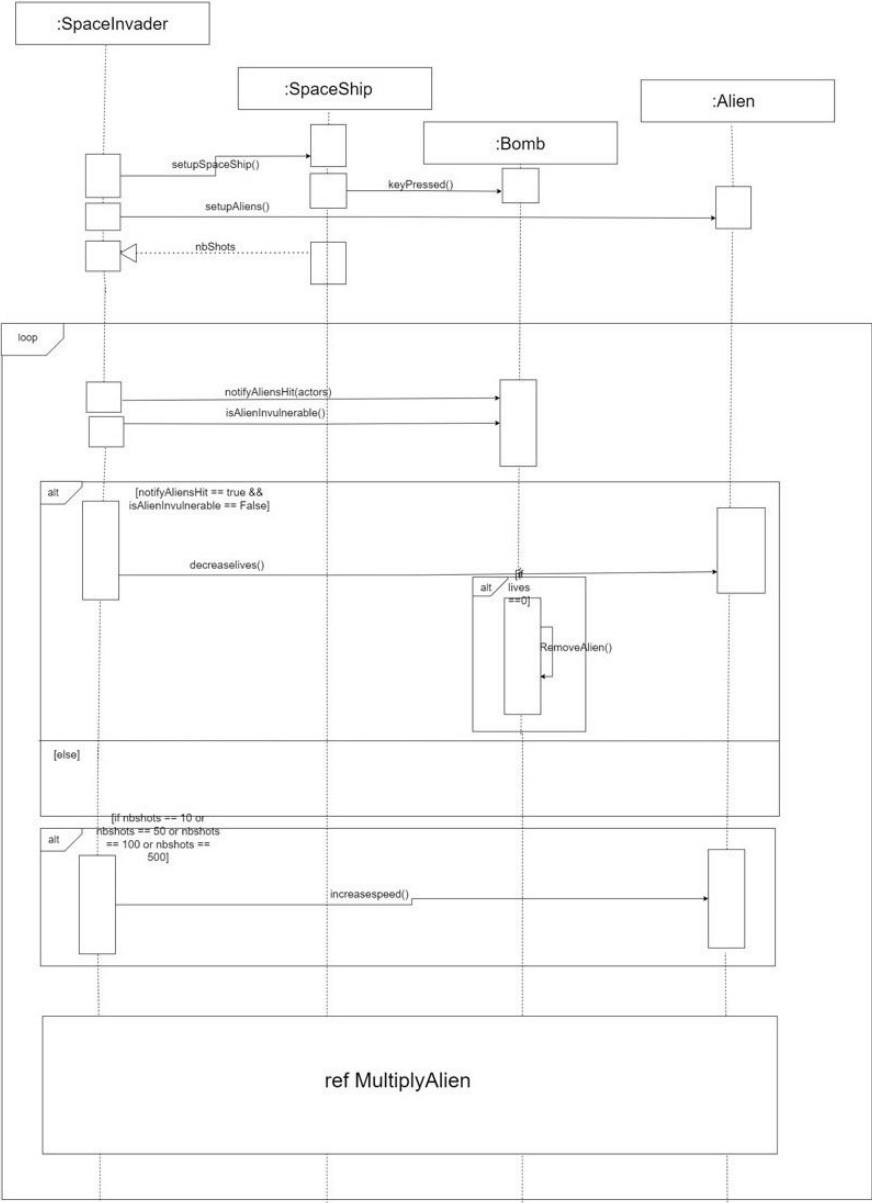 :SpaceInvader
:SpaceShip
:Alien
:Bomb
setupSpaceShip()
keyPressed()
setupAliens()
nbShots
loop
notifyAliensHit(actors)
isAlienInvulnerable()
alt
[notifyAliensHit == true &&
isAlienInvulnerable == False]
decreaselives()
alt
[if
lives
==0]
RemoveAlien()
[else]
alt
[if nbshots == 10 or
nbshots == 50 or nbshots
== 100 or nbshots ==
500]
increasespeed()
ref MultiplyAlien